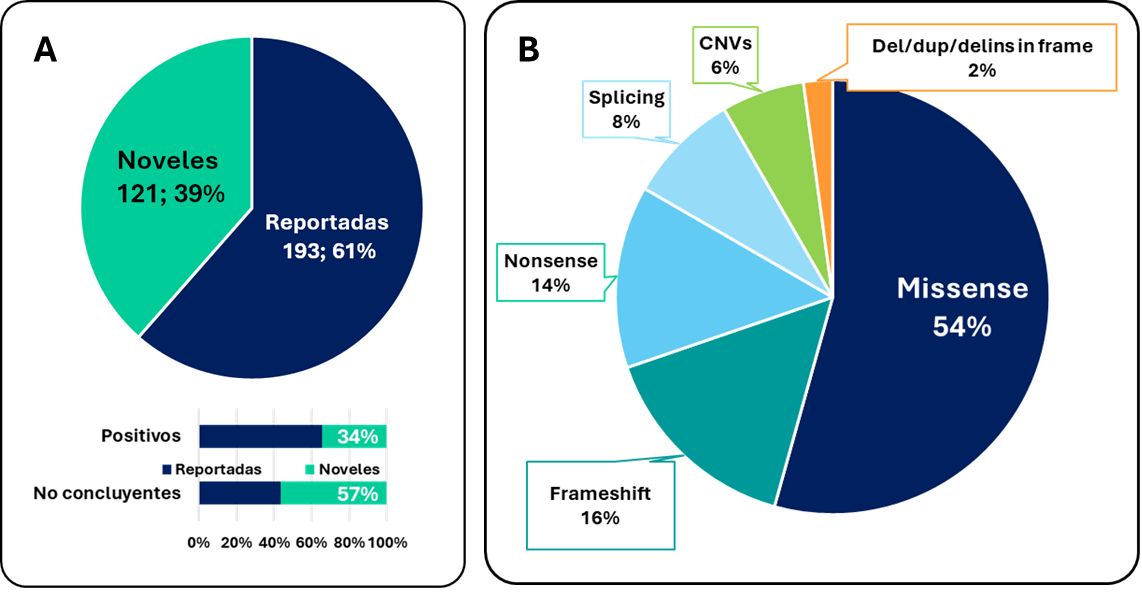 A
Noveles
121; 39%
Reportadas
193; 61%
Positivos
34%
Reportadas
Noveles
No concluyentes
57%
0% 20% 40% 60% 80% 100%
B
CNVs
6%
Del/dup/delins in frame
2%
Splicing
8%
Nonsense
14%
Missense
54%
Frameshift
16%